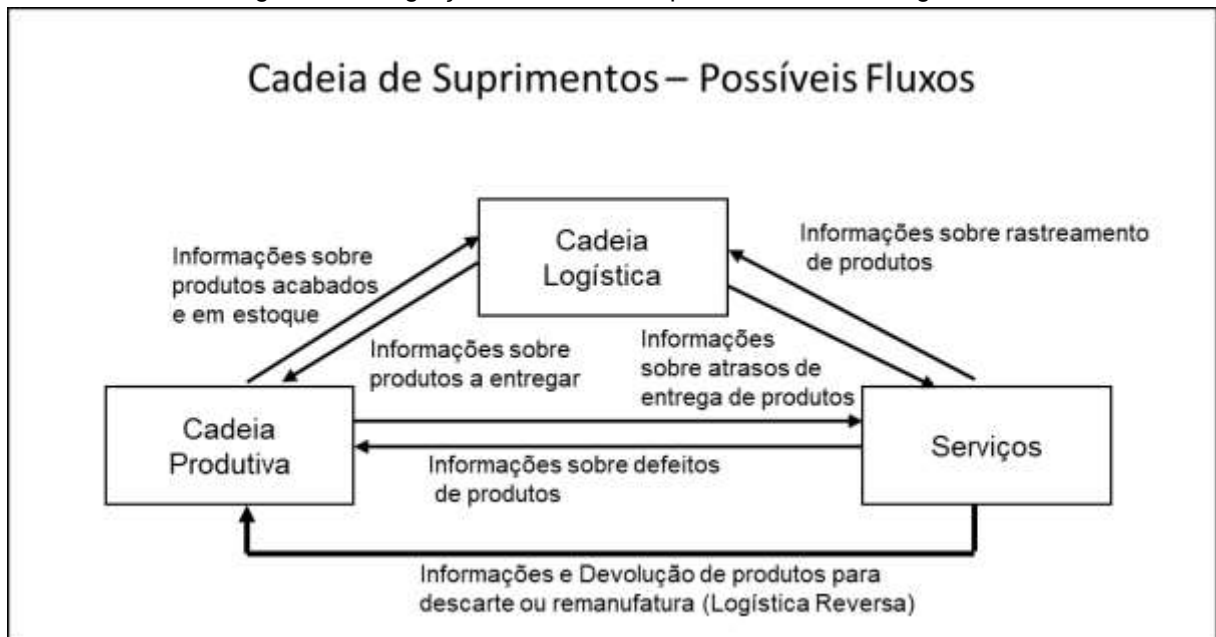 Cadeia de Suprimentos – Possíveis Fluxos
Cadeia
Logística
Informações sobre rastreamento
de produtos
Informações sobre
produtos acabados
e em estoque
Informações sobre
produtos a entregar
Informações
sobre atrasos de
entrega de produtos
Cadeia
Produtiva
Serviços
Informações sobre defeitos
de produtos
Informações e Devolução de produtos para
descarte ou remanufatura (Logística Reversa)